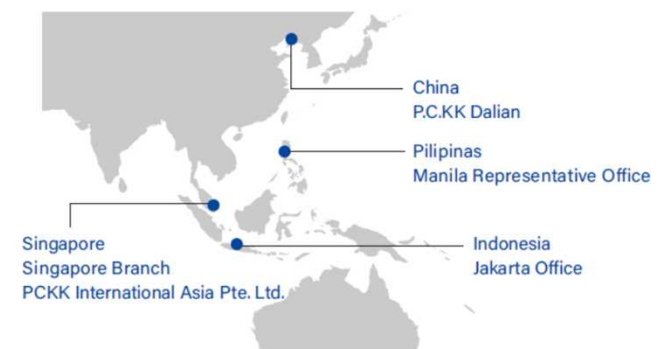 China
P.C.KK Dalian
Pilipinas
Manila Representative Office
Singapore
Singapore Branch
PCKK International Asia Pte. Ltd.
Indonesia
Jakarta Office